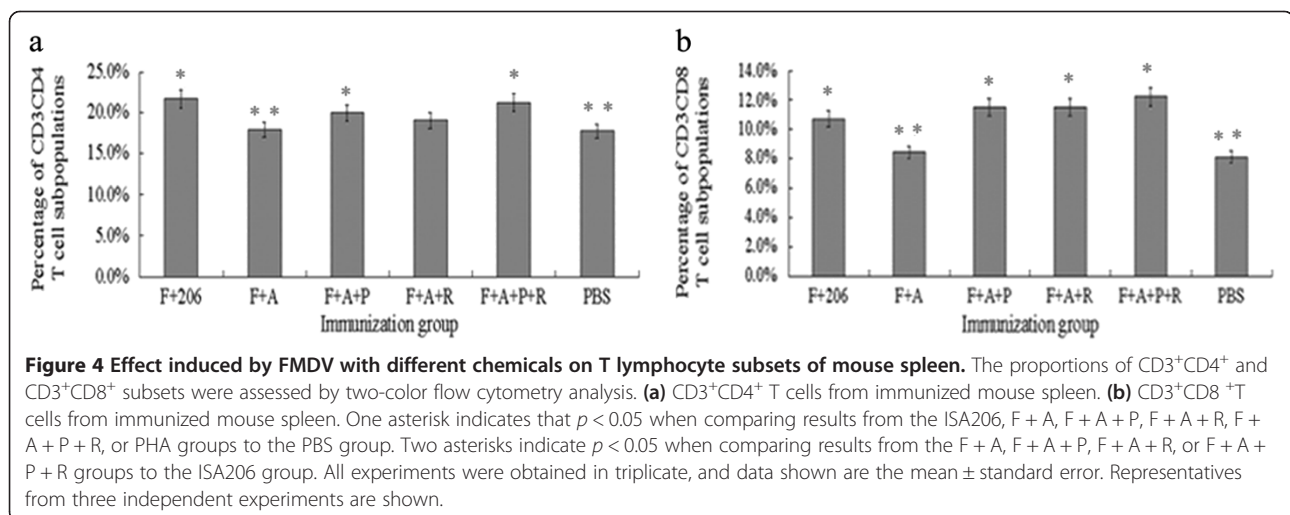 a
Percentage of CD3CD4
T cell subpopulations
25.0%
20.0%
15.0%
10.0%
5.0%
0.0%
*
* *
*
*
* *
F+206 F+A F+A+P F+A+R F+A+P+R PBS
Immunization group
b
Percentage of CD3CD8
T cell subpopulations
14.0%
12.0%
10.0%
8.0%
6.0%
4.0%
2.0%
0.0%
*
* *
*
*
*
* *
F+206 F+A F+A+P F+A+R F+A+P+R PBS
Immunization group
Figure 4 Effect induced by FMDV with different chemicals on T lymphocyte subsets of mouse spleen. The proportions of CD3⁺CD4⁺ and
CD3⁺CD8⁺ subsets were assessed by two-color flow cytometry analysis. (a) CD3⁺CD4⁺ T cells from immunized mouse spleen. (b) CD3⁺CD8 ⁺T
cells from immunized mouse spleen. One asterisk indicates that p < 0.05 when comparing results from the ISA206, F + A, F + A + P, F + A + R, F +
A + P + R, or PHA groups to the PBS group. Two asterisks indicate p < 0.05 when comparing results from the F + A, F + A + P, F + A + R, or F + A +
P + R groups to the ISA206 group. All experiments were obtained in triplicate, and data shown are the mean ± standard error. Representatives
from three independent experiments are shown.